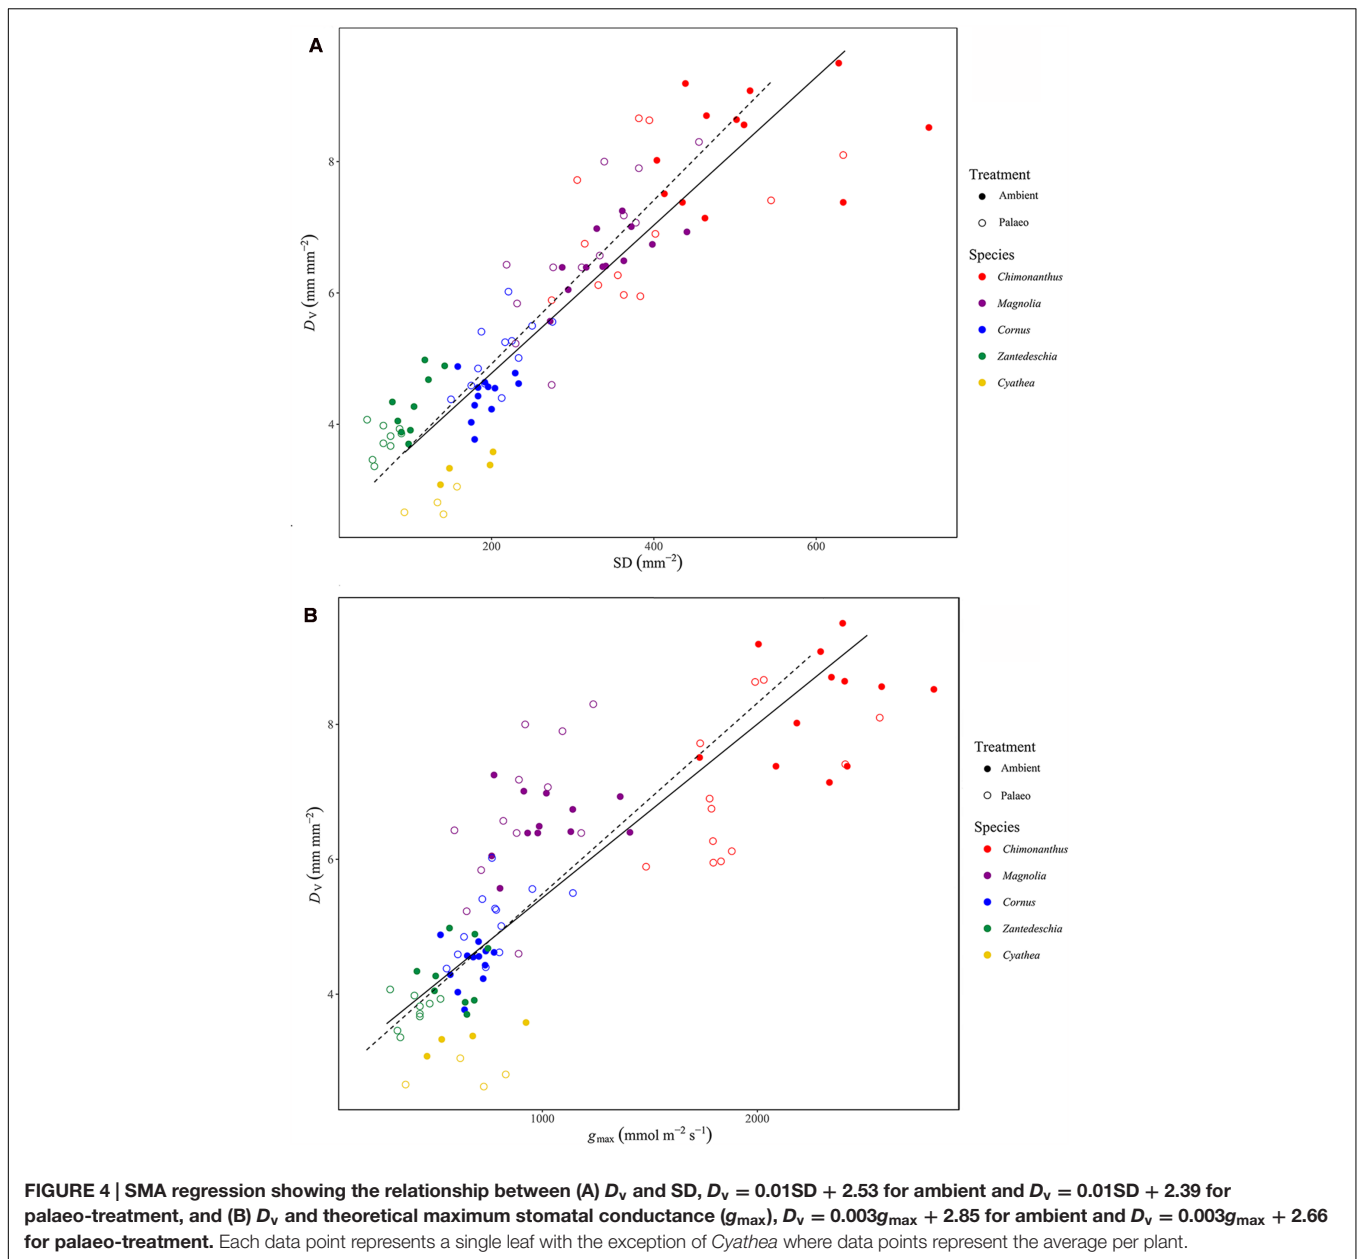 A
8
6
4
Dv (mm mm−2)
200 400 600
SD (mm−2)
Treatment
Ambient
Palaeo
Species
Chimonanthus
Magnolia
Cornus
Zantedeschia
Cyathea
B
8
6
4
Dv (mm mm−2)
1000 2000
gmax (mmol m−2 s−1)
Treatment
Ambient
Palaeo
Species
Chimonanthus
Magnolia
Cornus
Zantedeschia
Cyathea
FIGURE 4 | SMA regression showing the relationship between (A) Dv and SD, Dv = 0.01SD + 2.53 for ambient and Dv = 0.01SD + 2.39 for
palaeo-treatment, and (B) Dv and theoretical maximum stomatal conductance (gmax), Dv = 0.003gmax + 2.85 for ambient and Dv = 0.003gmax + 2.66
for palaeo-treatment. Each data point represents a single leaf with the exception of Cyathea where data points represent the average per plant.